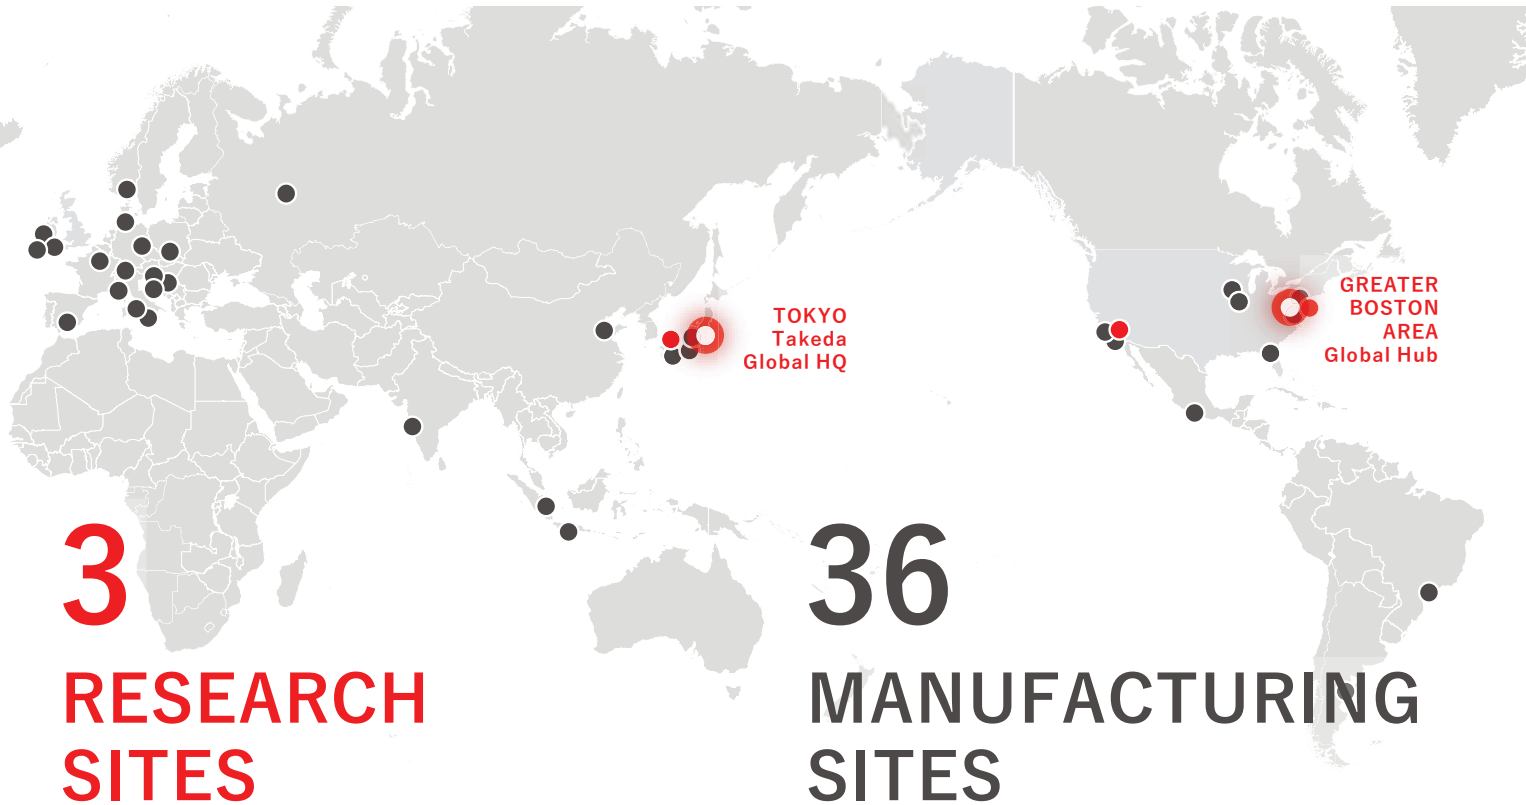 TOKYO
Takeda
Global HQ
GREATER
BOSTON
AREA
Global Hub
3
RESEARCH
SITES
36
MANUFACTURING
SITES